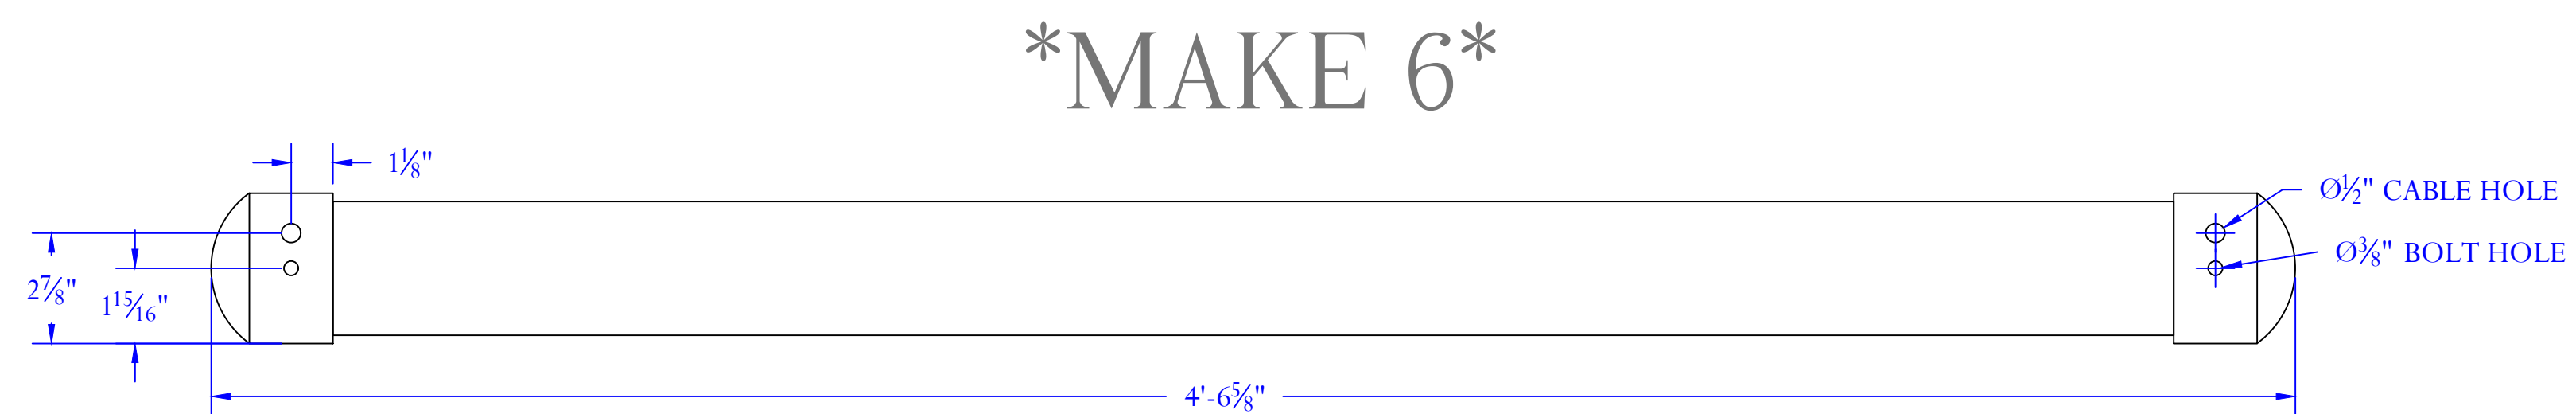 *MAKE 6*
1⅛"
Ø½" CABLE HOLE
Ø⅜" BOLT HOLE
2⅞"
1 15/16"
4'-6⅝"